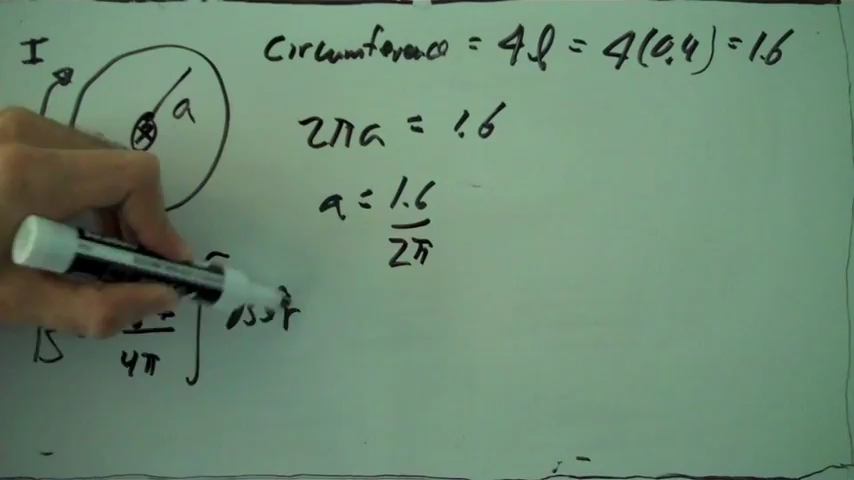 I
Circumference = 4l = 4(0.4) = 1.6
a
2πa = 1.6
a = 1.6
2π
B
4π ∫